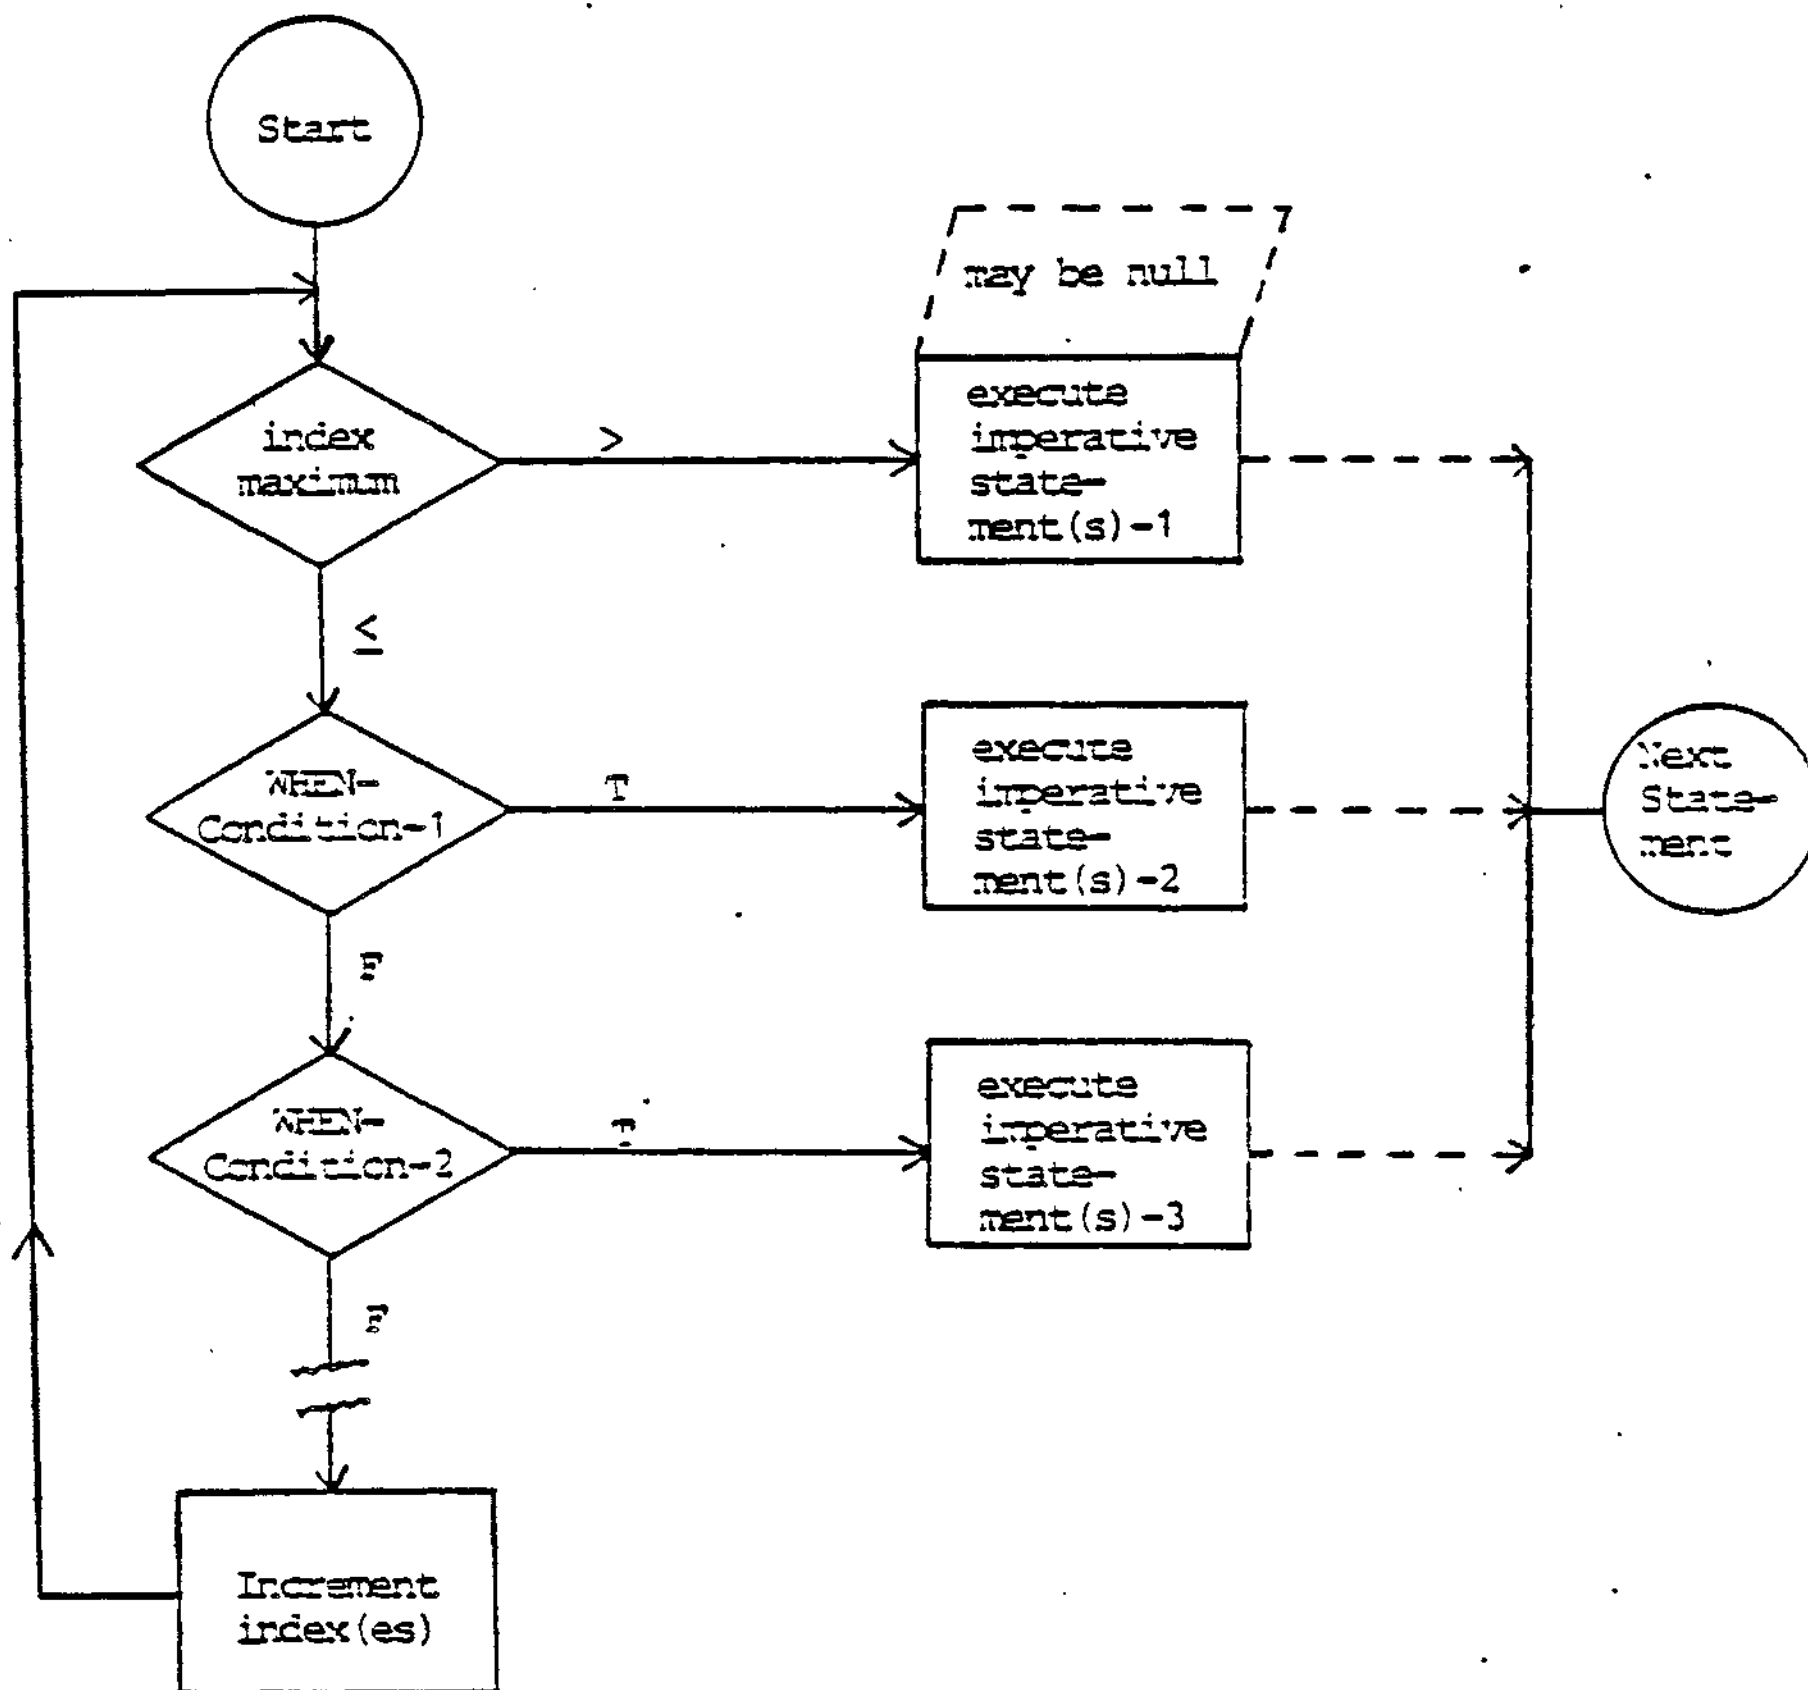 Start
may be null
index
maximum
>
execute
imperative
state-
ment(s)-1
≤
WHEN-
Condition-1
T
execute
imperative
state-
ment(s)-2
Next
State-
ment
F
WHEN-
Condition-2
T
execute
imperative
state-
ment(s)-3
F
Increment
index(es)